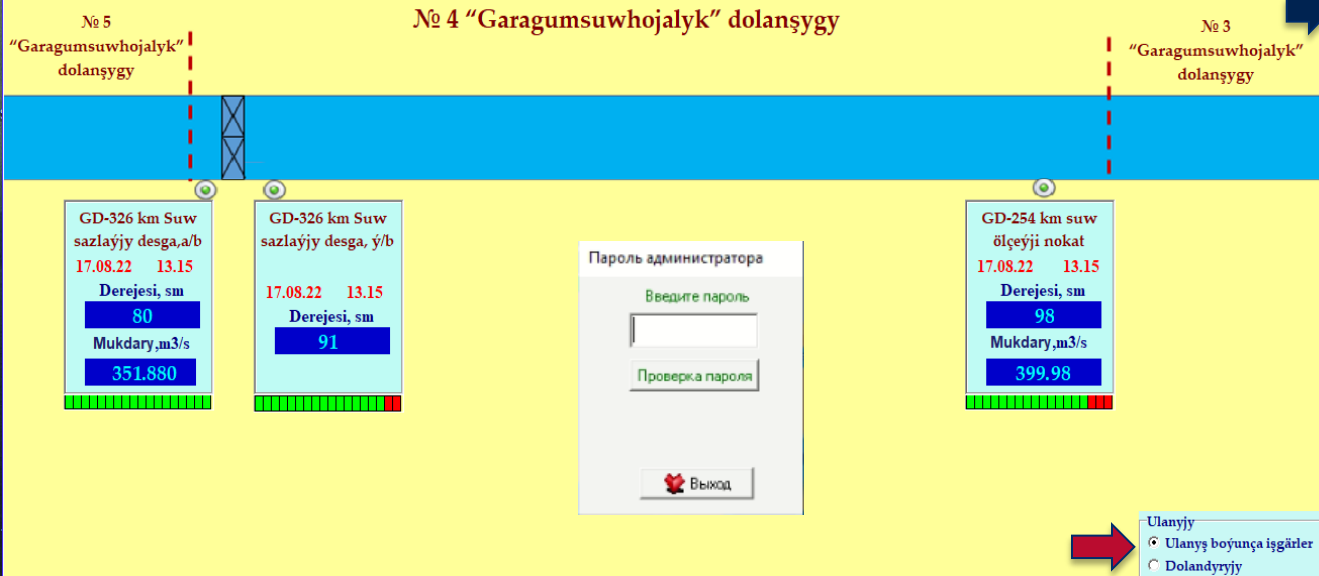 № 5
“Garagumsuwhojalyk”
dolanşygy
№ 4 “Garagumsuwhojalyk” dolanşygy
№ 3
“Garagumsuwhojalyk”
dolanşygy
GD-326 km Suw
sazlaýjy desga,a/b
17.08.22 13.15
Derejesi, sm
80
Mukdary,m3/s
351.880
GD-326 km Suw
sazlaýjy desga, ý/b
17.08.22 13.15
Derejesi, sm
91
Пароль администратора
Введите пароль
Проверка пароля
Выход
GD-254 km suw
ölçeýji nokat
17.08.22 13.15
Derejesi, sm
98
Mukdary,m3/s
399.98
Ulanyjy
Ulanyş boýunça işgärler
Dolandyryjy